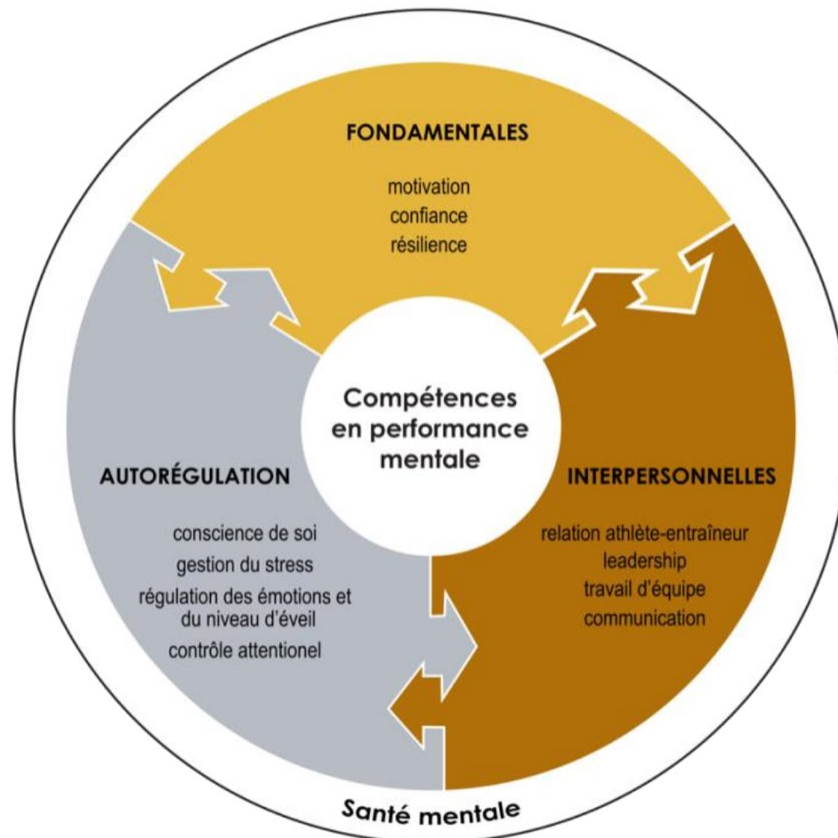 FONDAMENTALES
motivation
confiance
résilience
Compétences
en performance
mentale
AUTORÉGULATION
conscience de soi
gestion du stress
régulation des émotions et
du niveau d'éveil
contrôle attentionel
INTERPERSONNELLES
relation athlète-entraîneur
leadership
travail d'équipe
communication
Santé mentale